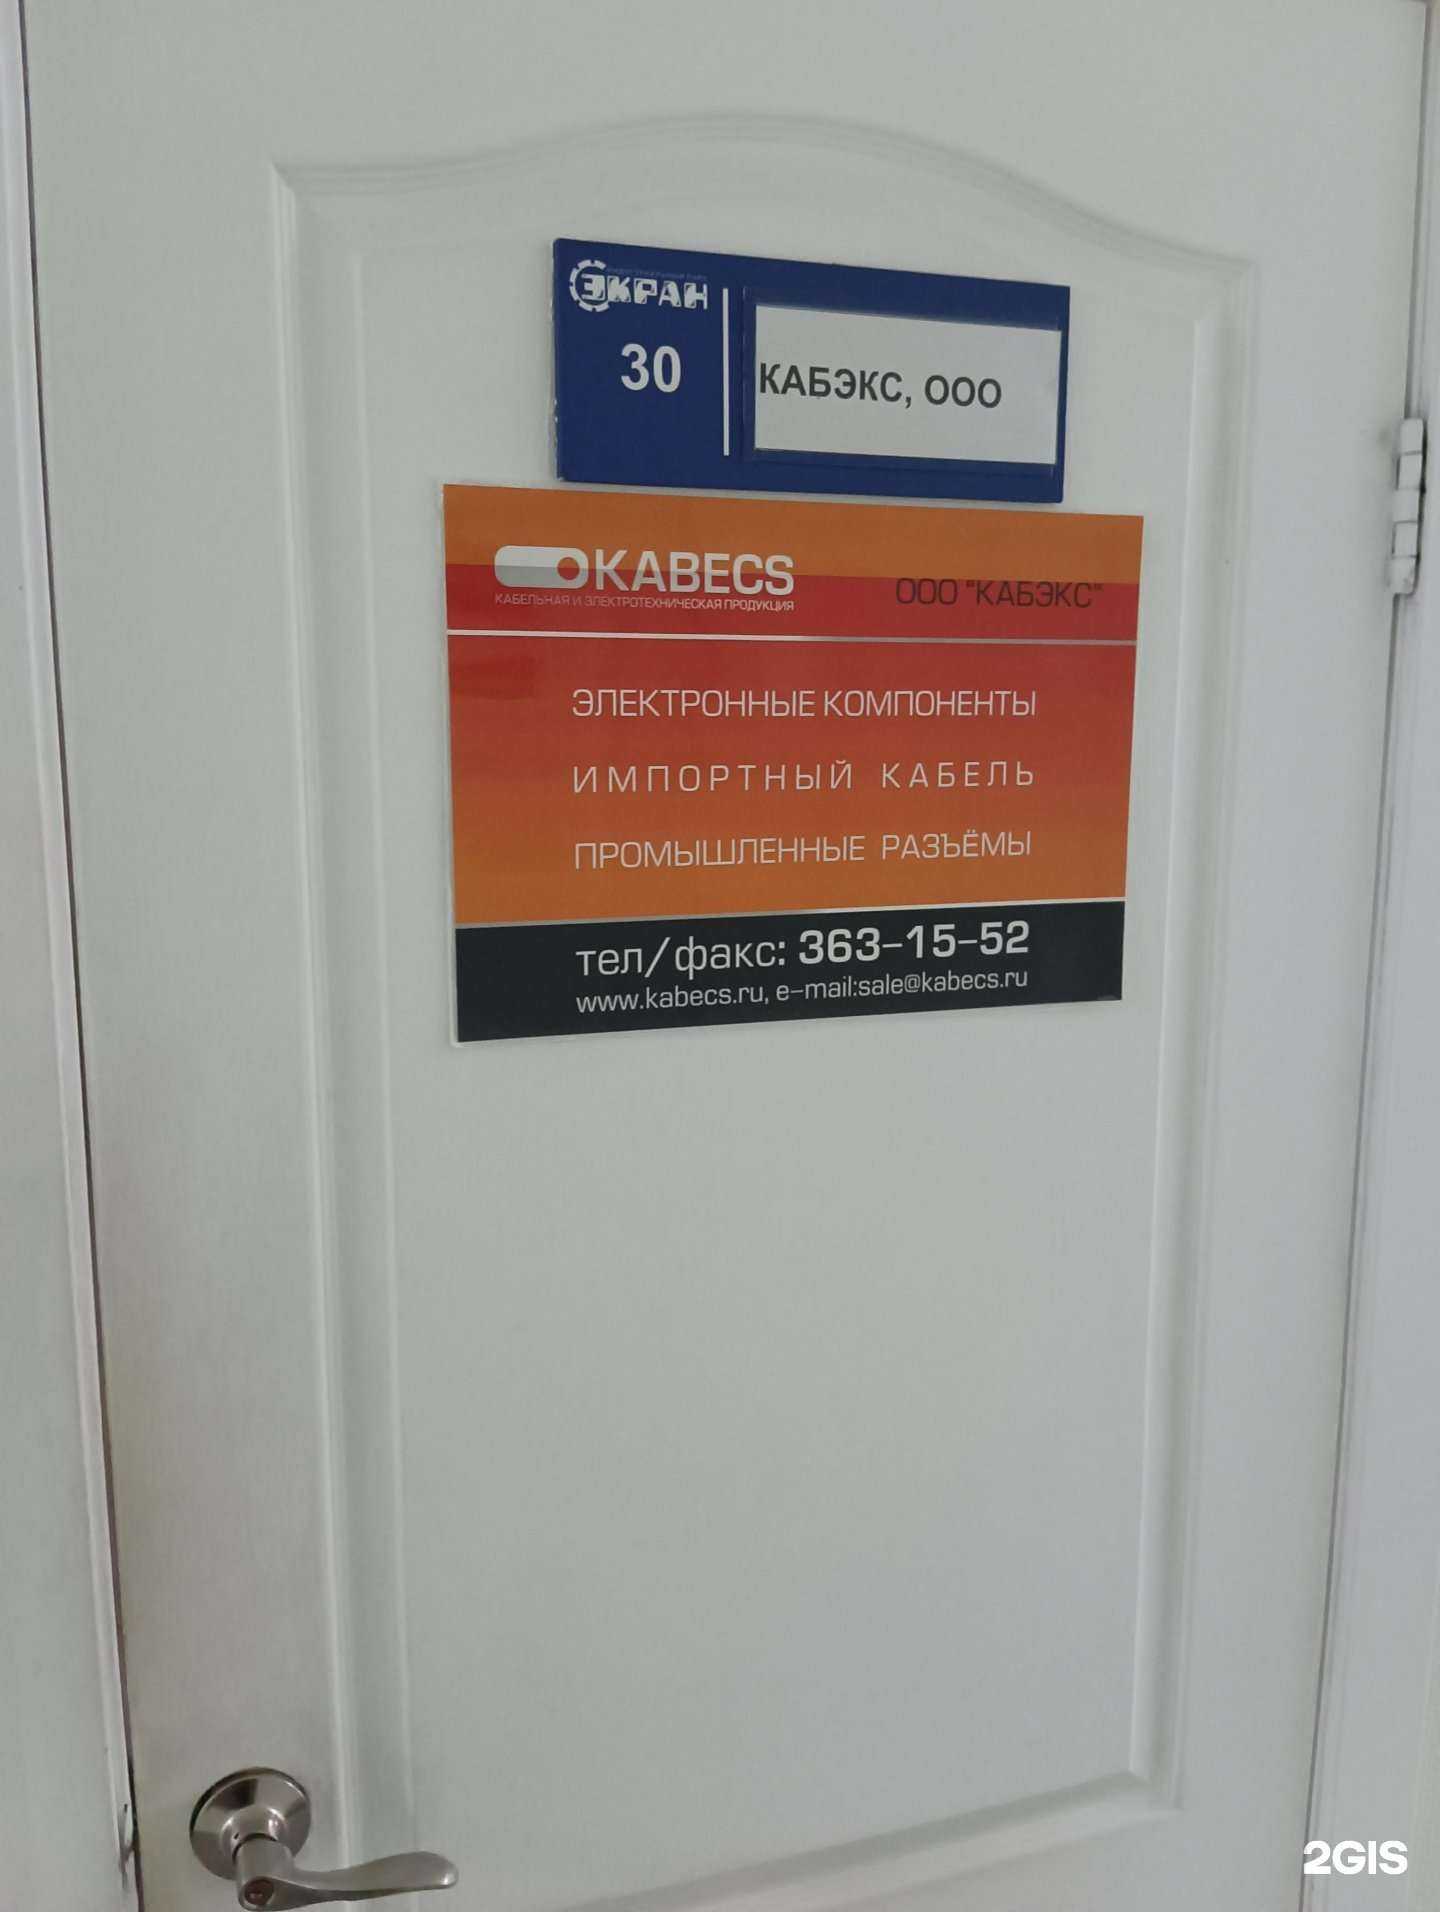 ЭКРАН
30
КАБЭКС, ООО
KABECS
КАБЕЛЬНАЯ И ЭЛЕКТРОТЕХНИЧЕСКАЯ ПРОДУКЦИЯ
ООО "КАБЭКС"
ЭЛЕКТРОННЫЕ КОМПОНЕНТЫ
ИМПОРТНЫЙ КАБЕЛЬ
ПРОМЫШЛЕННЫЕ РАЗЪЁМЫ
тел/факс: 363-15-52
www.kabecs.ru, e-mail:sale@kabecs.ru
2GIS